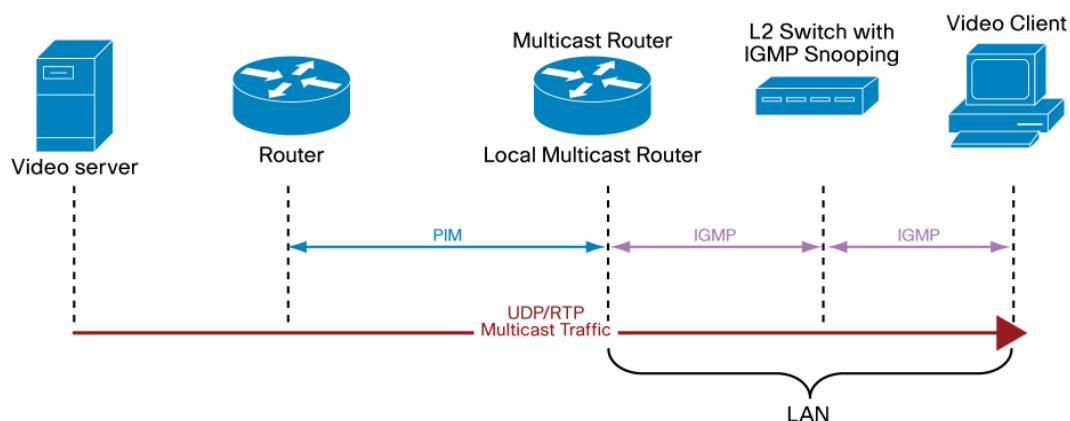 Multicast Router
L2 Switch with
IGMP Snooping
Video Client
Video server
Router
Local Multicast Router
PIM
IGMP
IGMP
UDP/RTP
Multicast Traffic
LAN